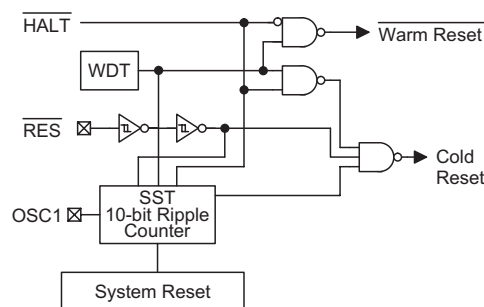 HALT
Warm Reset
WDT
RES
Cold
Reset
SST
OSC1
10-bit Ripple
Counter
System Reset